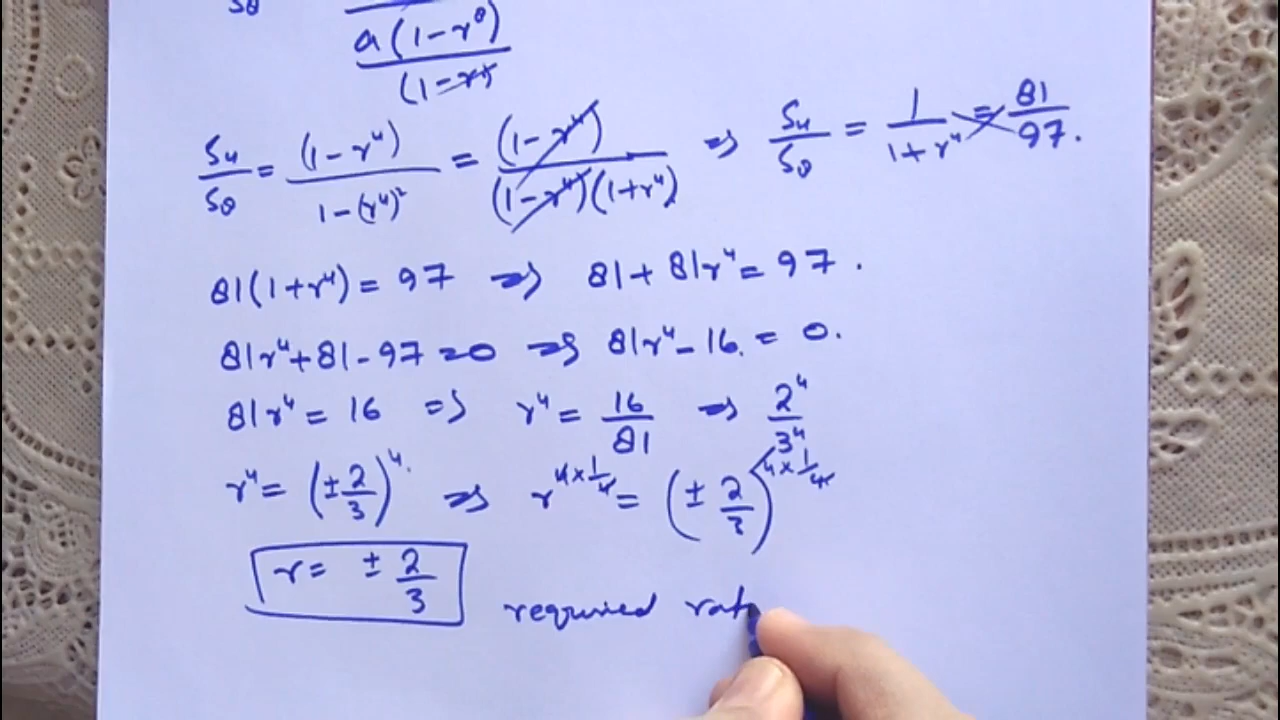 S₈
a(1-r⁸)
(1-r)
S₄/S₈ = (1-r⁴)/(1-(r⁴)²) = (1-r⁴)/((1-r⁴)(1+r⁴)) ⇒ S₄/S₈ = 1/(1+r⁴) = 81/97.
81(1+r⁴) = 97 ⇒ 81+81r⁴ = 97.
81r⁴+81-97=0 ⇒ 81r⁴-16. = 0.
81r⁴ = 16 ⇒ r⁴ = 16/81 ⇒ 2⁴/3⁴
r⁴ = (±2/3)⁴. ⇒ r^(4×1/4) = (±2/3)^(4×1/4)
r = ±2/3
required rat